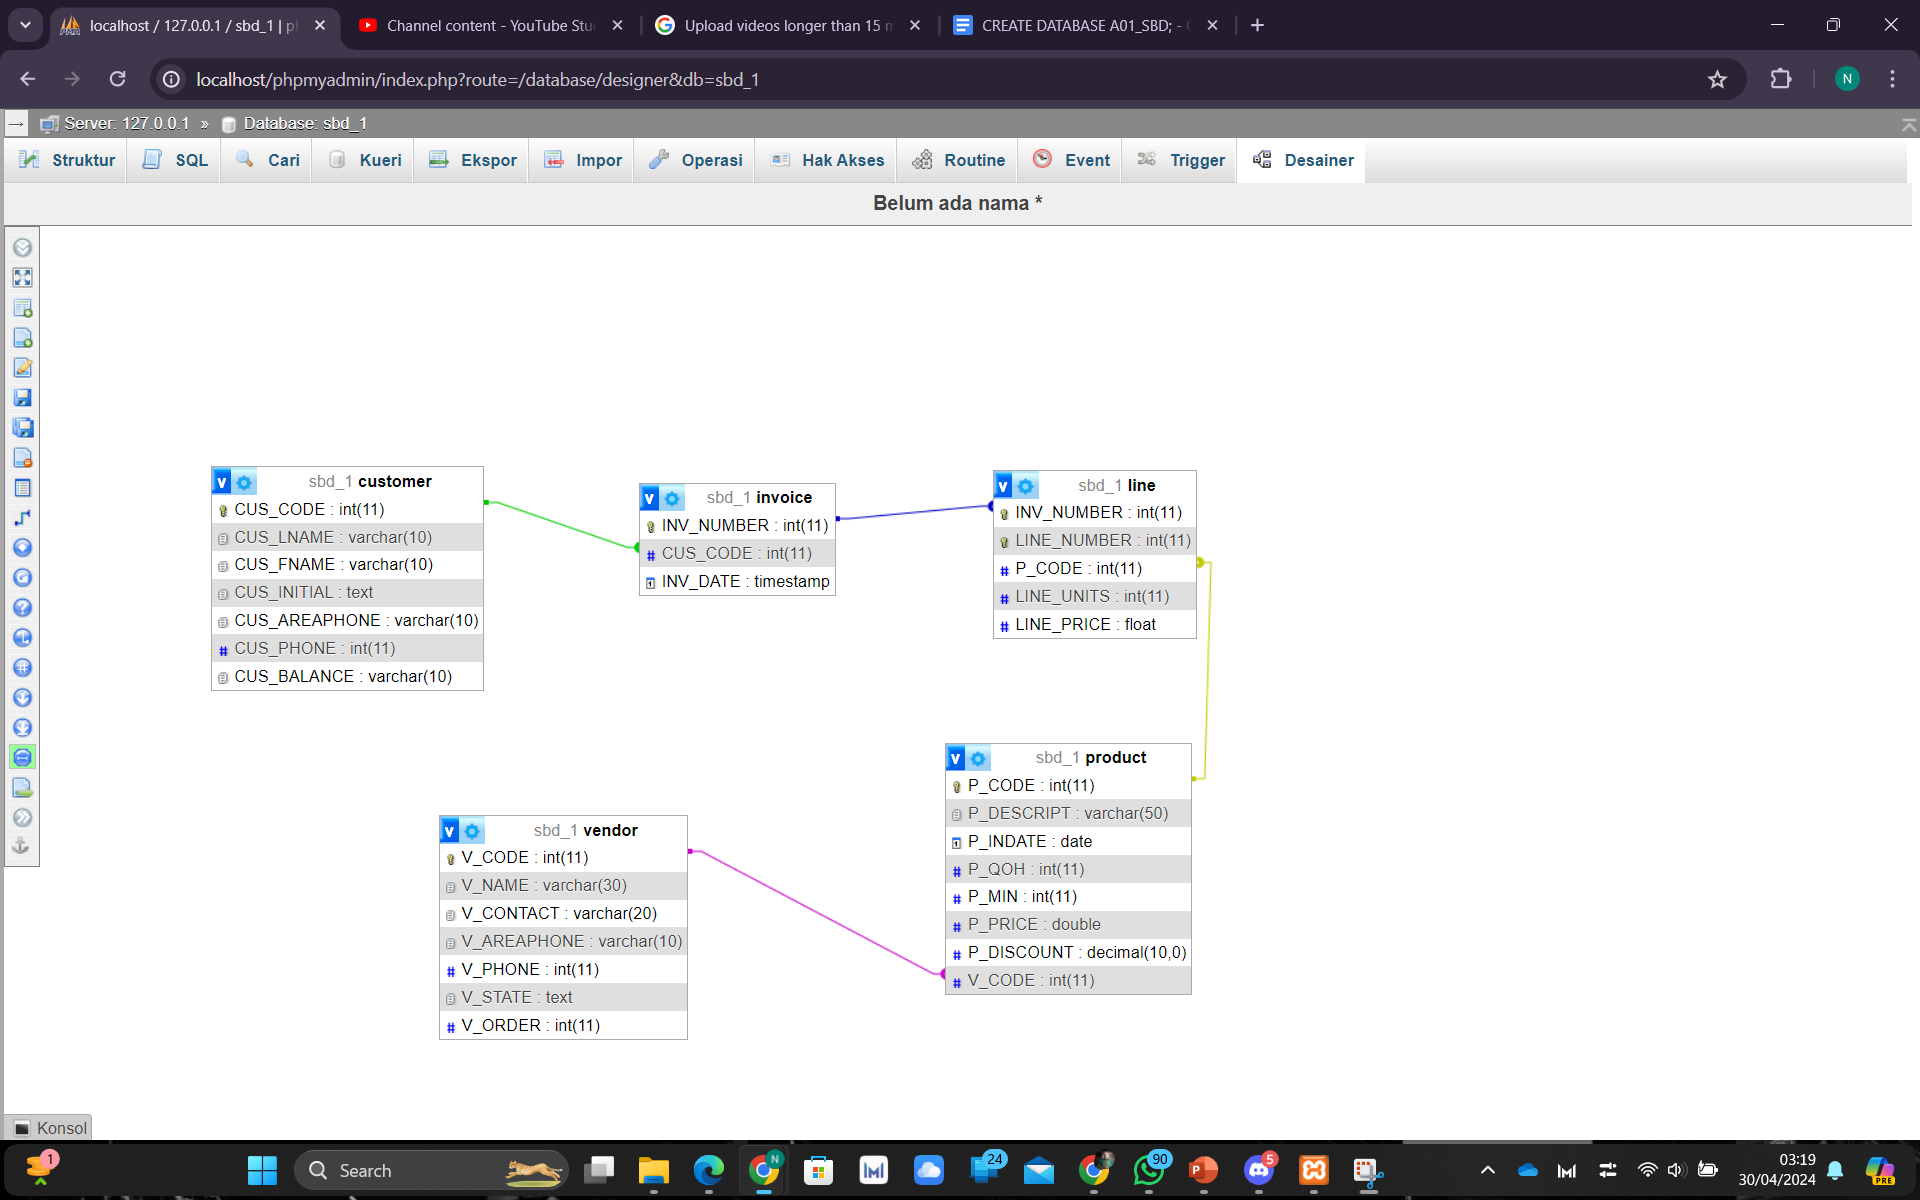 localhost / 127.0.0.1 / sbd_1 | p
Channel content - YouTube Stu
Upload videos longer than 15 m
CREATE DATABASE A01_SBD; -
localhost/phpmyadmin/index.php?route=/database/designer&db=sbd_1
N
Server: 127.0.0.1 » Database: sbd_1
Struktur
SQL
Cari
Kueri
Ekspor
Impor
Operasi
Hak Akses
Routine
Event
Trigger
Desainer
Belum ada nama *
v sbd_1 customer
CUS_CODE : int(11)
CUS_LNAME : varchar(10)
CUS_FNAME : varchar(10)
CUS_INITIAL : text
CUS_AREAPHONE : varchar(10)
# CUS_PHONE : int(11)
CUS_BALANCE : varchar(10)
v sbd_1 invoice
INV_NUMBER : int(11)
# CUS_CODE : int(11)
INV_DATE : timestamp
v sbd_1 line
INV_NUMBER : int(11)
LINE_NUMBER : int(11)
# P_CODE : int(11)
# LINE_UNITS : int(11)
# LINE_PRICE : float
v sbd_1 product
P_CODE : int(11)
P_DESCRIPT : varchar(50)
P_INDATE : date
# P_QOH : int(11)
# P_MIN : int(11)
# P_PRICE : double
# P_DISCOUNT : decimal(10,0)
# V_CODE : int(11)
v sbd_1 vendor
V_CODE : int(11)
V_NAME : varchar(30)
V_CONTACT : varchar(20)
V_AREAPHONE : varchar(10)
# V_PHONE : int(11)
V_STATE : text
# V_ORDER : int(11)
Konsol
1
Search
N
24
90
5
03:19
30/04/2024
PRE